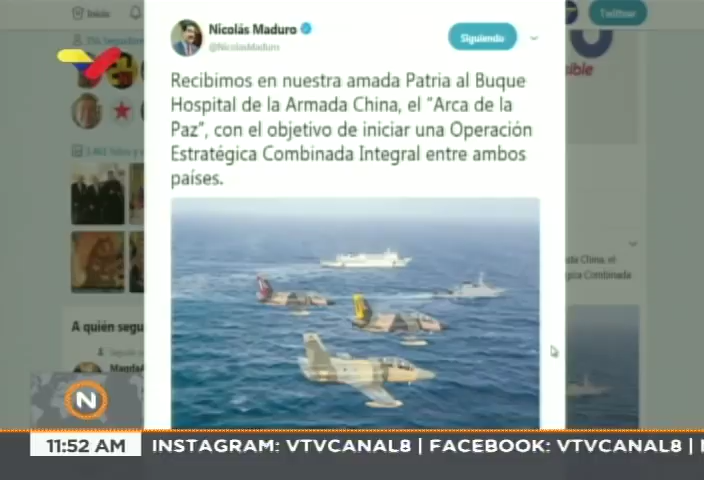 Inicio
Twittear
Nicolás Maduro
@NicolasMaduro
Siguiendo
Recibimos en nuestra amada Patria al Buque
Hospital de la Armada China, el "Arca de la
Paz", con el objetivo de iniciar una Operación
Estratégica Combinada Integral entre ambos
países.
A quién segu
N
11:52 AM
INSTAGRAM: VTVCANAL8 | FACEBOOK: VTVCANAL8 |